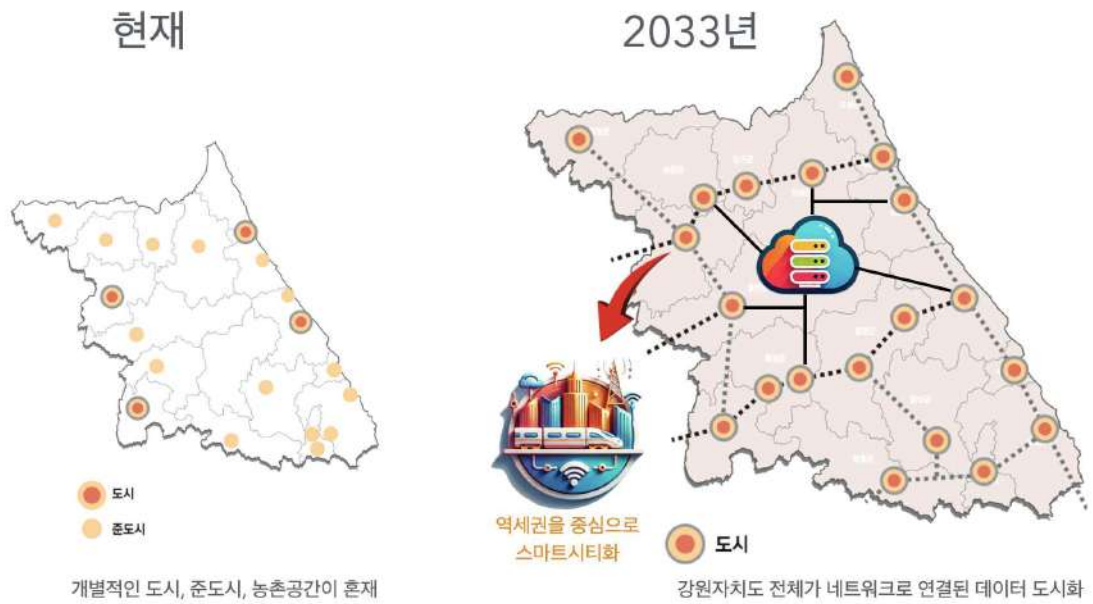 현재
2033년
도시
준도시
역세권을 중심으로
스마트시티화
도시
개별적인 도시, 준도시, 농촌공간이 혼재
강원자치도 전체가 네트워크로 연결된 데이터 도시화